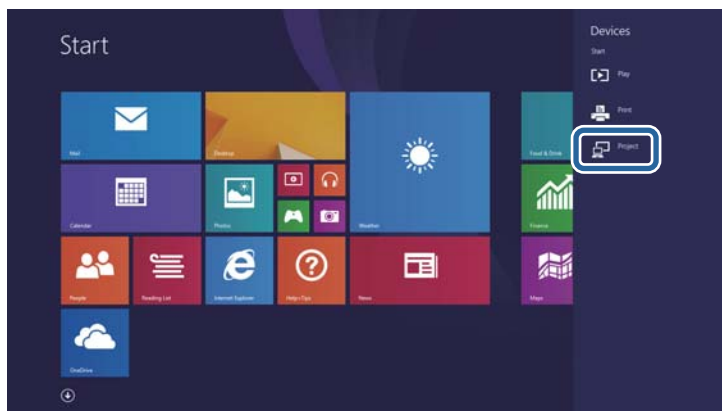 Start
Devices
Start
Play
Print
Project
Mail
Desktop
Food & Drink
Calendar
Photos
Weather
Finance
People
Reading List
Internet Explorer
Help+Tips
News
Maps
OneDrive